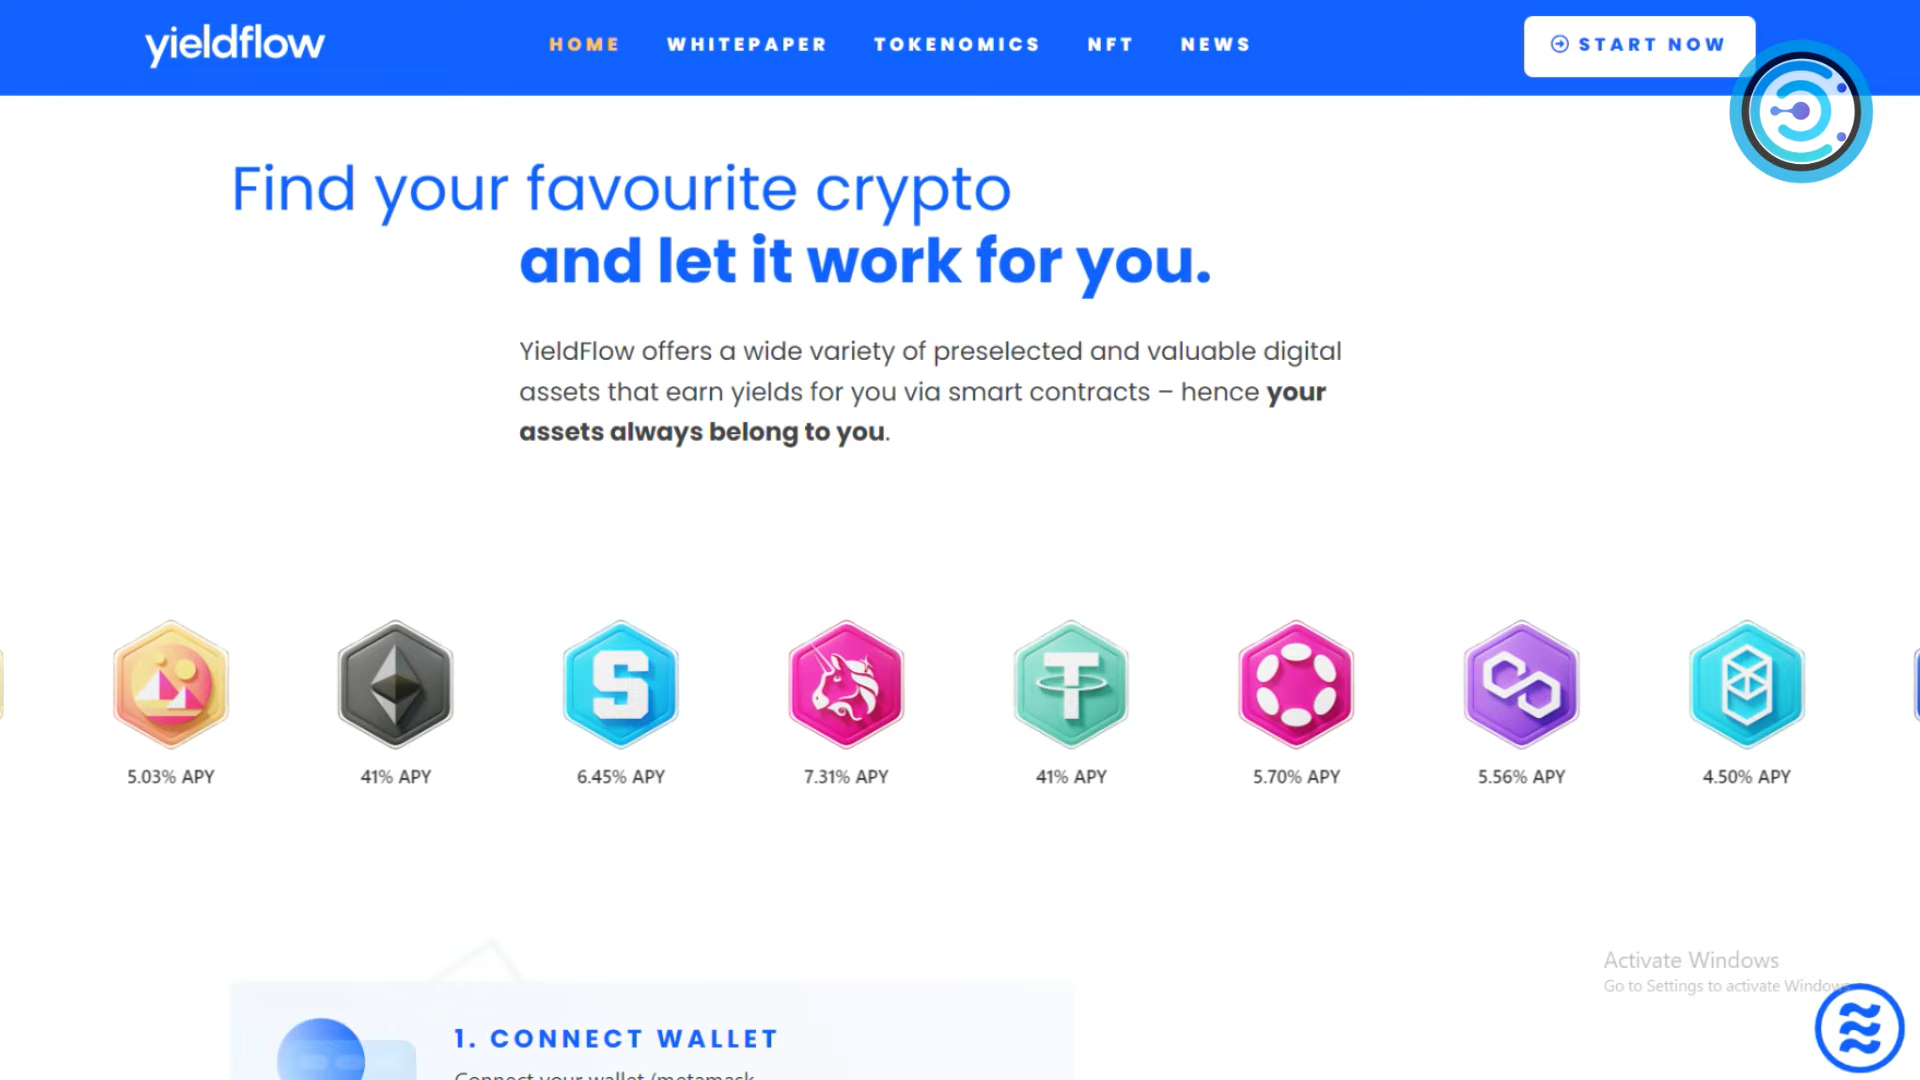 yieldflow
HOME WHITEPAPER TOKENOMICS NFT NEWS
START NOW
Find your favourite crypto
and let it work for you.
YieldFlow offers a wide variety of preselected and valuable digital
assets that earn yields for you via smart contracts – hence your
assets always belong to you.
5.03% APY 41% APY 6.45% APY 7.31% APY 41% APY 5.70% APY 5.56% APY 4.50% APY
Activate Windows
Go to Settings to activate Windows
1. CONNECT WALLET
Connect your wallet (metamask